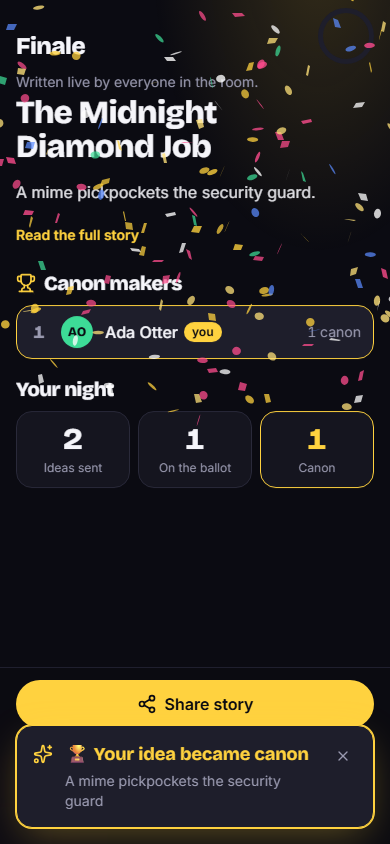 Finale
Written live by everyone in the room.
The Midnight
Diamond Job
A mime pickpockets the security guard.
Read the full story
Canon makers
1 AO Ada Otter you 1 canon
Your night
2 1 1
Ideas sent On the ballot Canon
Share story
🏆 Your idea became canon
A mime pickpockets the security
guard